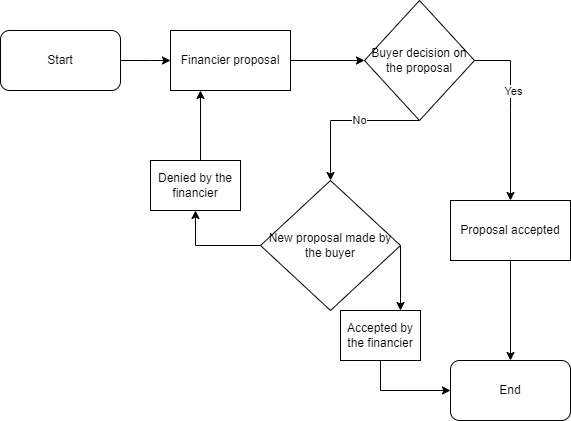 Start
Financier proposal
Buyer decision on
the proposal
Yes
No
Denied by the
financier
New proposal made by
the buyer
Proposal accepted
Accepted by
the financier
End